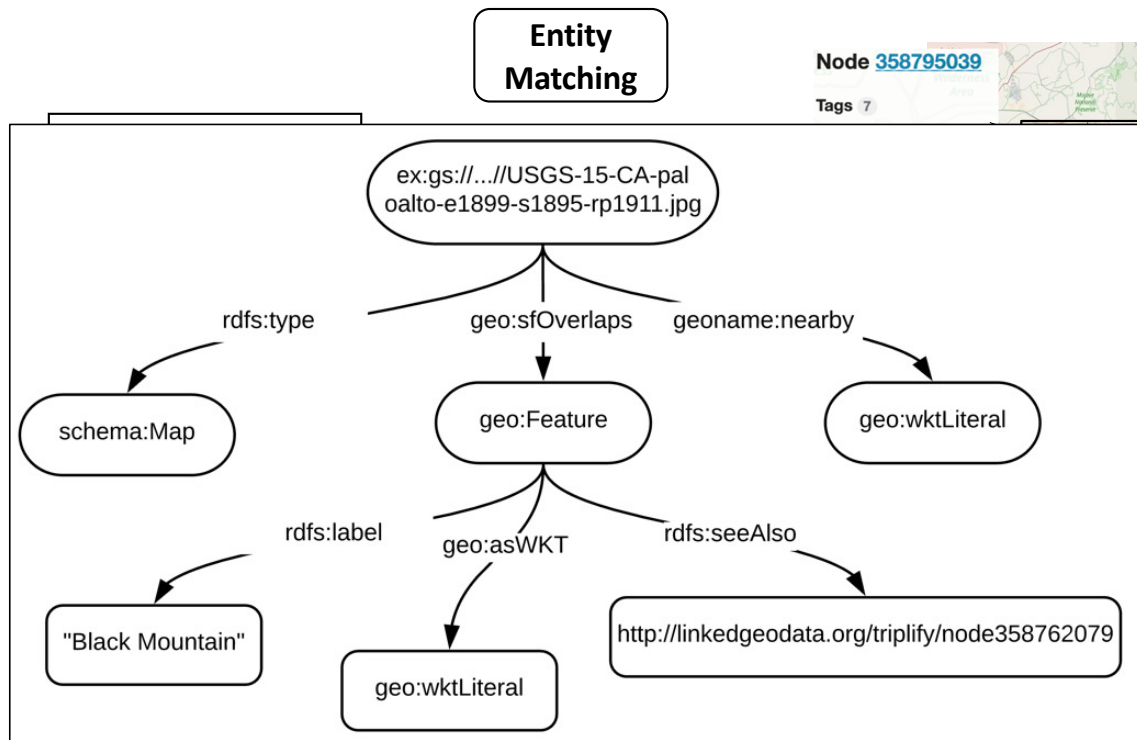 Entity
Matching
Node 358795039
Tags 7
ex:gs://...//USGS-15-CA-pal
oalto-e1899-s1895-rp1911.jpg
rdfs:type
geo:sfOverlaps
geoname:nearby
schema:Map
geo:Feature
geo:wktLiteral
rdfs:label
geo:asWKT
rdfs:seeAlso
"Black Mountain"
geo:wktLiteral
http://linkedgeodata.org/triplify/node358762079